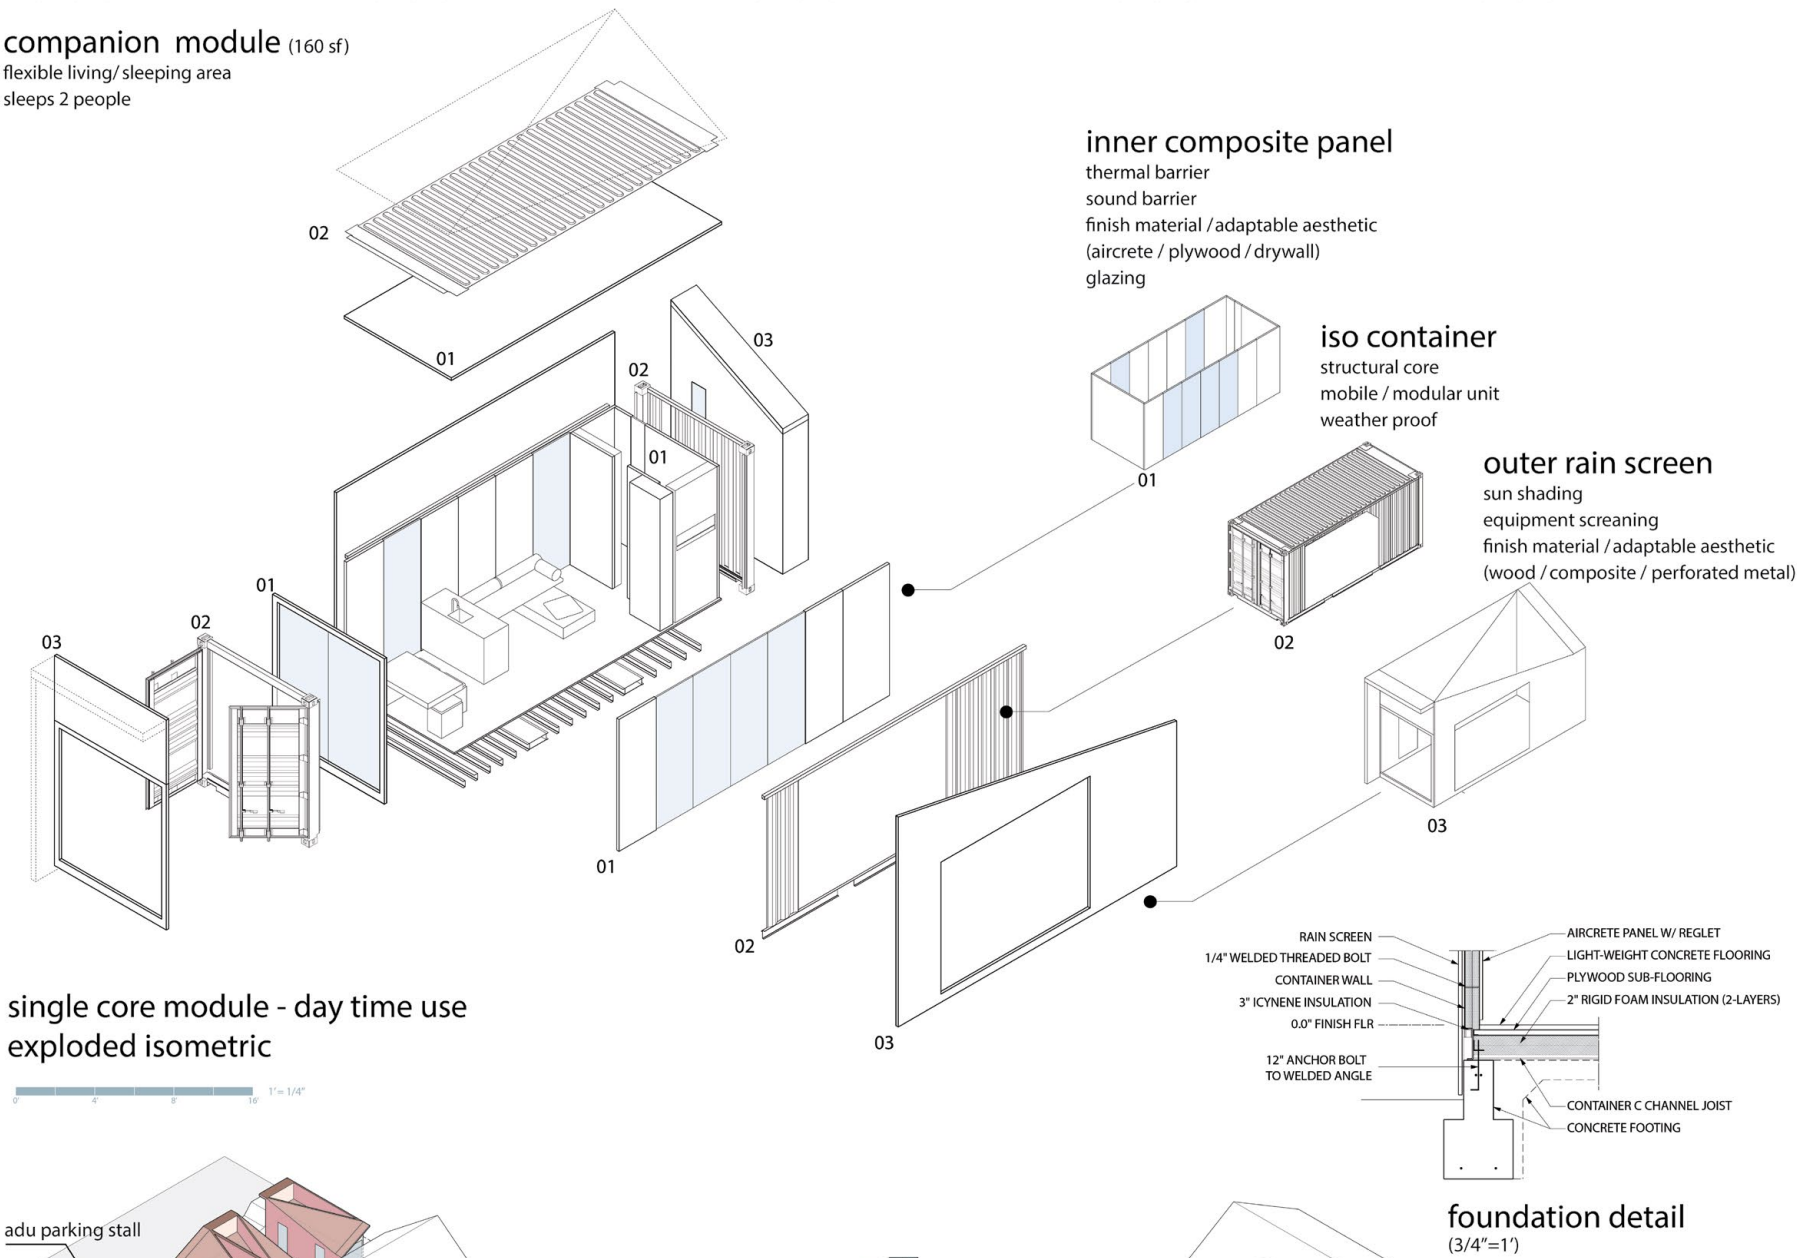 companion module (160 sf)
flexible living/sleeping area
sleeps 2 people
inner composite panel
thermal barrier
sound barrier
finish material / adaptable aesthetic
(aircrete / plywood / drywall)
glazing
iso container
structural core
mobile / modular unit
weather proof
outer rain screen
sun shading
equipment screaning
finish material / adaptable aesthetic
(wood / composite / perforated metal)
02
01
03
02
01
01
02
03
01
02
03
01
02
03
RAIN SCREEN
1/4" WELDED THREADED BOLT
CONTAINER WALL
3" ICYNENE INSULATION
0.0" FINISH FLR
12" ANCHOR BOLT
TO WELDED ANGLE
AIRCRETE PANEL W/ REGLET
LIGHT-WEIGHT CONCRETE FLOORING
PLYWOOD SUB-FLOORING
2" RIGID FOAM INSULATION (2-LAYERS)
CONTAINER C CHANNEL JOIST
CONCRETE FOOTING
single core module - day time use
exploded isometric
0' 4' 8' 16' 1'= 1/4"
adu parking stall
foundation detail
(3/4"=1')